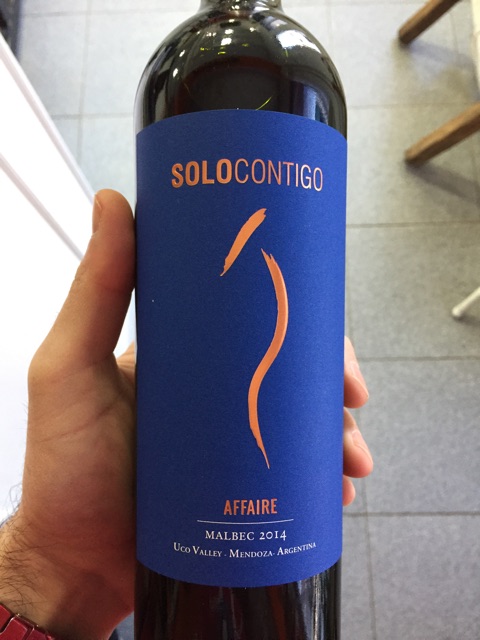 SOLOCONTIGO
AFFAIRE
MALBEC 2014
UCO VALLEY · MENDOZA · ARGENTINA